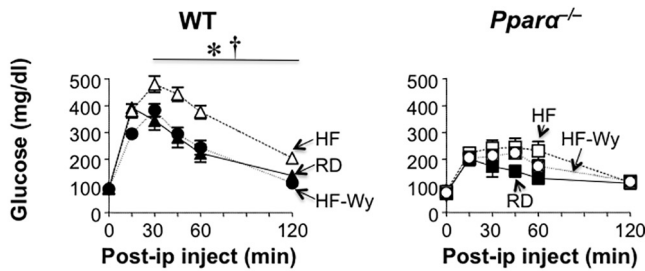 WT
Pparα⁻/⁻
* †
Glucose (mg/dl)
500
400
300
200
100
0
HF
RD
HF-Wy
0 30 60 90 120
Post-ip inject (min)
500
400
300
200
100
0
HF
HF-Wy
RD
0 30 60 90 120
Post-ip inject (min)